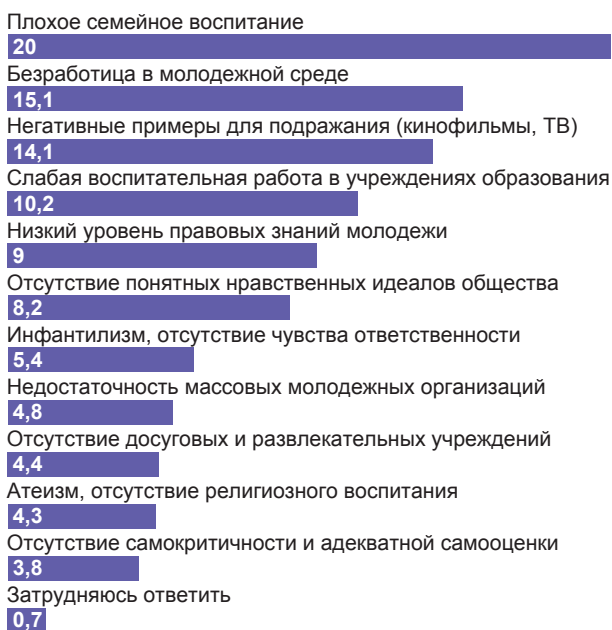 Плохое семейное воспитание
20
Безработица в молодежной среде
15,1
Негативные примеры для подражания (кинофильмы, ТВ)
14,1
Слабая воспитательная работа в учреждениях образования
10,2
Низкий уровень правовых знаний молодежи
9
Отсутствие понятных нравственных идеалов общества
8,2
Инфантилизм, отсутствие чувства ответственности
5,4
Недостаточность массовых молодежных организаций
4,8
Отсутствие досуговых и развлекательных учреждений
4,4
Атеизм, отсутствие религиозного воспитания
4,3
Отсутствие самокритичности и адекватной самооценки
3,8
Затрудняюсь ответить
0,7